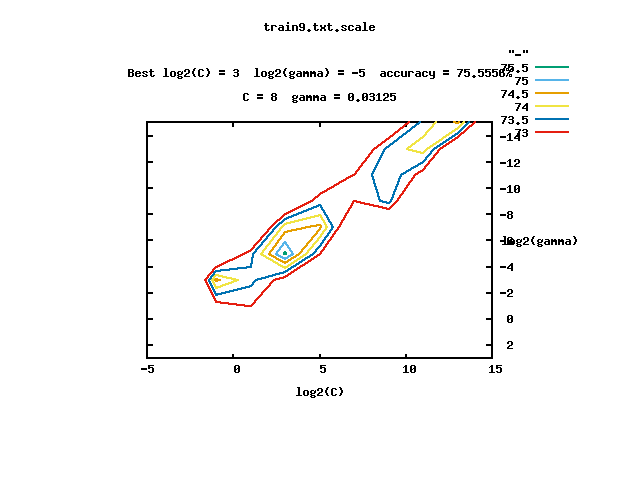 train9.txt.scale
"-"
Best log2(C) = 3  log2(gamma) = -5  accuracy = 75.5556%
75.5
75
74.5
C = 8  gamma = 0.03125
74
73.5
73
-14
-12
-10
-8
-6
log2(gamma)
-4
-2
0
2
-5 0 5 10 15
log2(C)